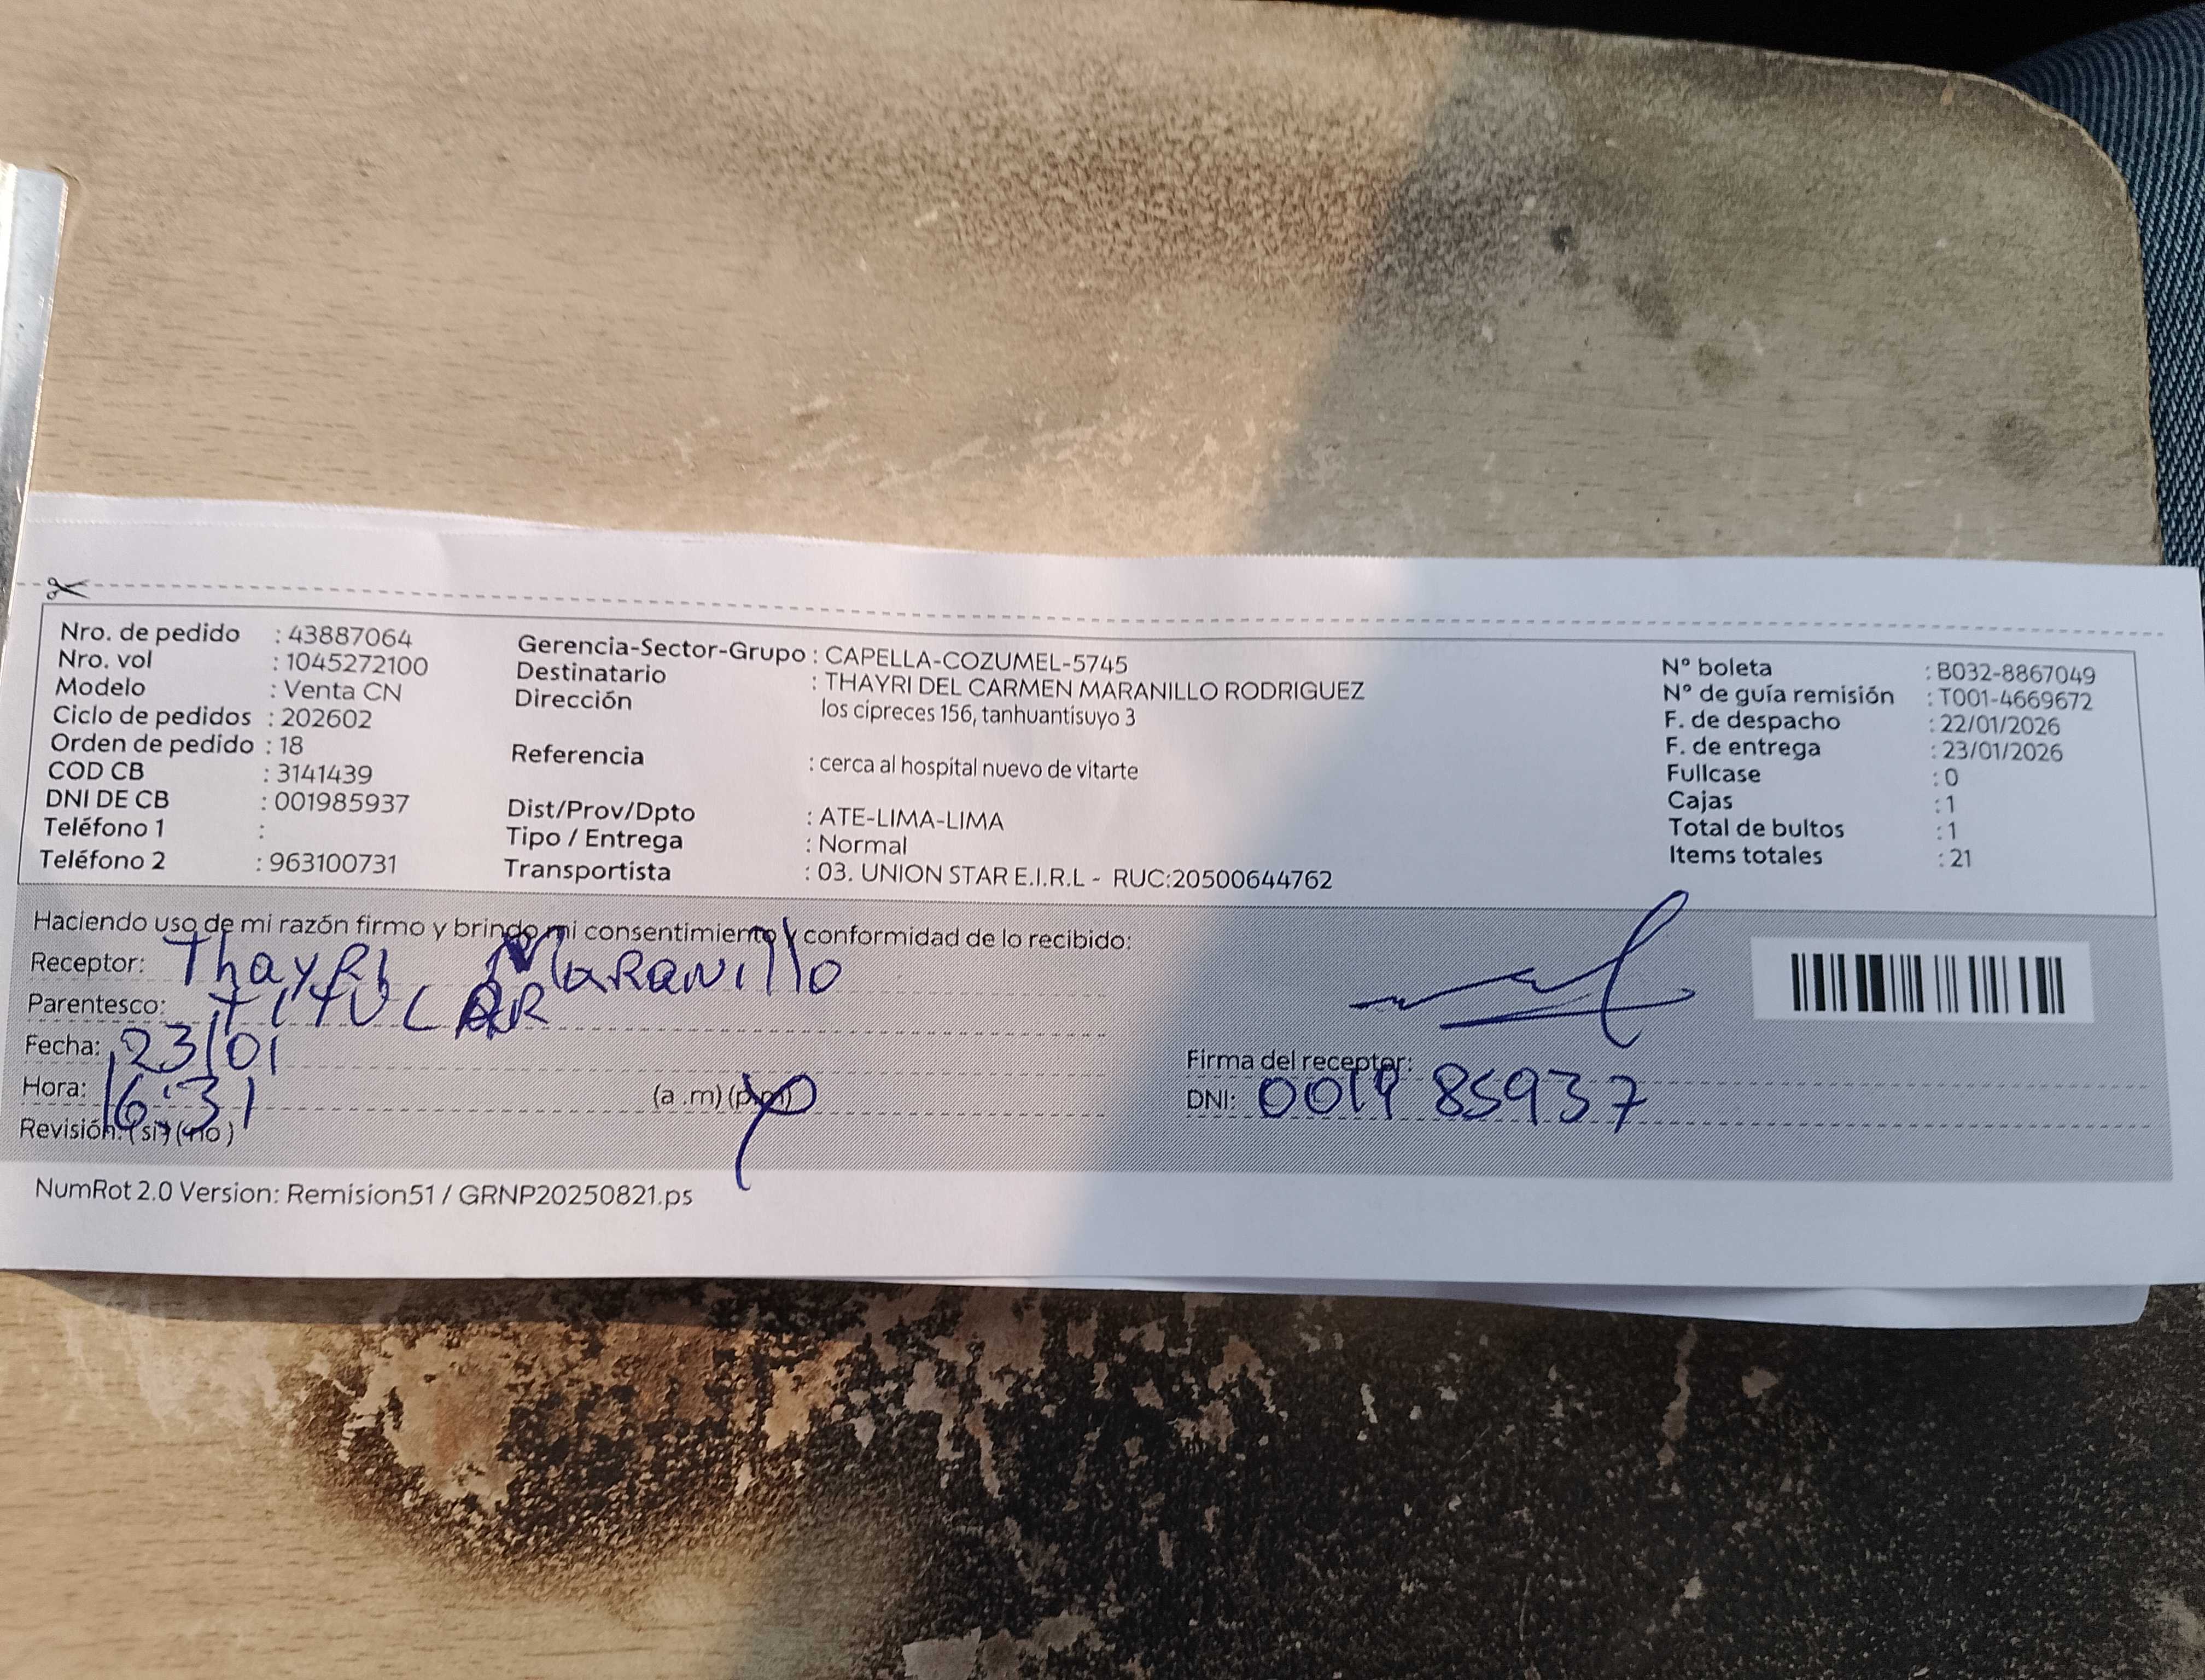 Nro. de pedido : 43887064
Nro. vol : 1045272100
Modelo : Venta CN
Ciclo de pedidos : 202602
Orden de pedido : 18
COD CB : 3141439
DNI DE CB : 001985937
Teléfono 1 :
Teléfono 2 : 963100731
Gerencia-Sector-Grupo : CAPELLA-COZUMEL-5745
Destinatario : THAYRI DEL CARMEN MARANILLO RODRIGUEZ
Dirección los cipreces 156, tanhuantisuyo 3
Referencia : cerca al hospital nuevo de vitarte
Dist/Prov/Dpto : ATE-LIMA-LIMA
Tipo / Entrega : Normal
Transportista : 03. UNION STAR E.I.R.L - RUC:20500644762
N° boleta : B032-8867049
N° de guía remisión : T001-4669672
F. de despacho : 22/01/2026
F. de entrega : 23/01/2026
Fullcase : 0
Cajas : 1
Total de bultos : 1
Items totales : 21
Haciendo uso de mi razón firmo y brindo mi consentimiento y conformidad de lo recibido:
Receptor: ThayRi MaRaNillo
Parentesco: TITULAR
Fecha: 23/01
Hora: 16:31 (a .m) (p.m)
Revisión: ( si ) ( no )
Firma del receptor:
DNI: 001985937
NumRot 2.0 Version: Remision51 / GRNP20250821.ps